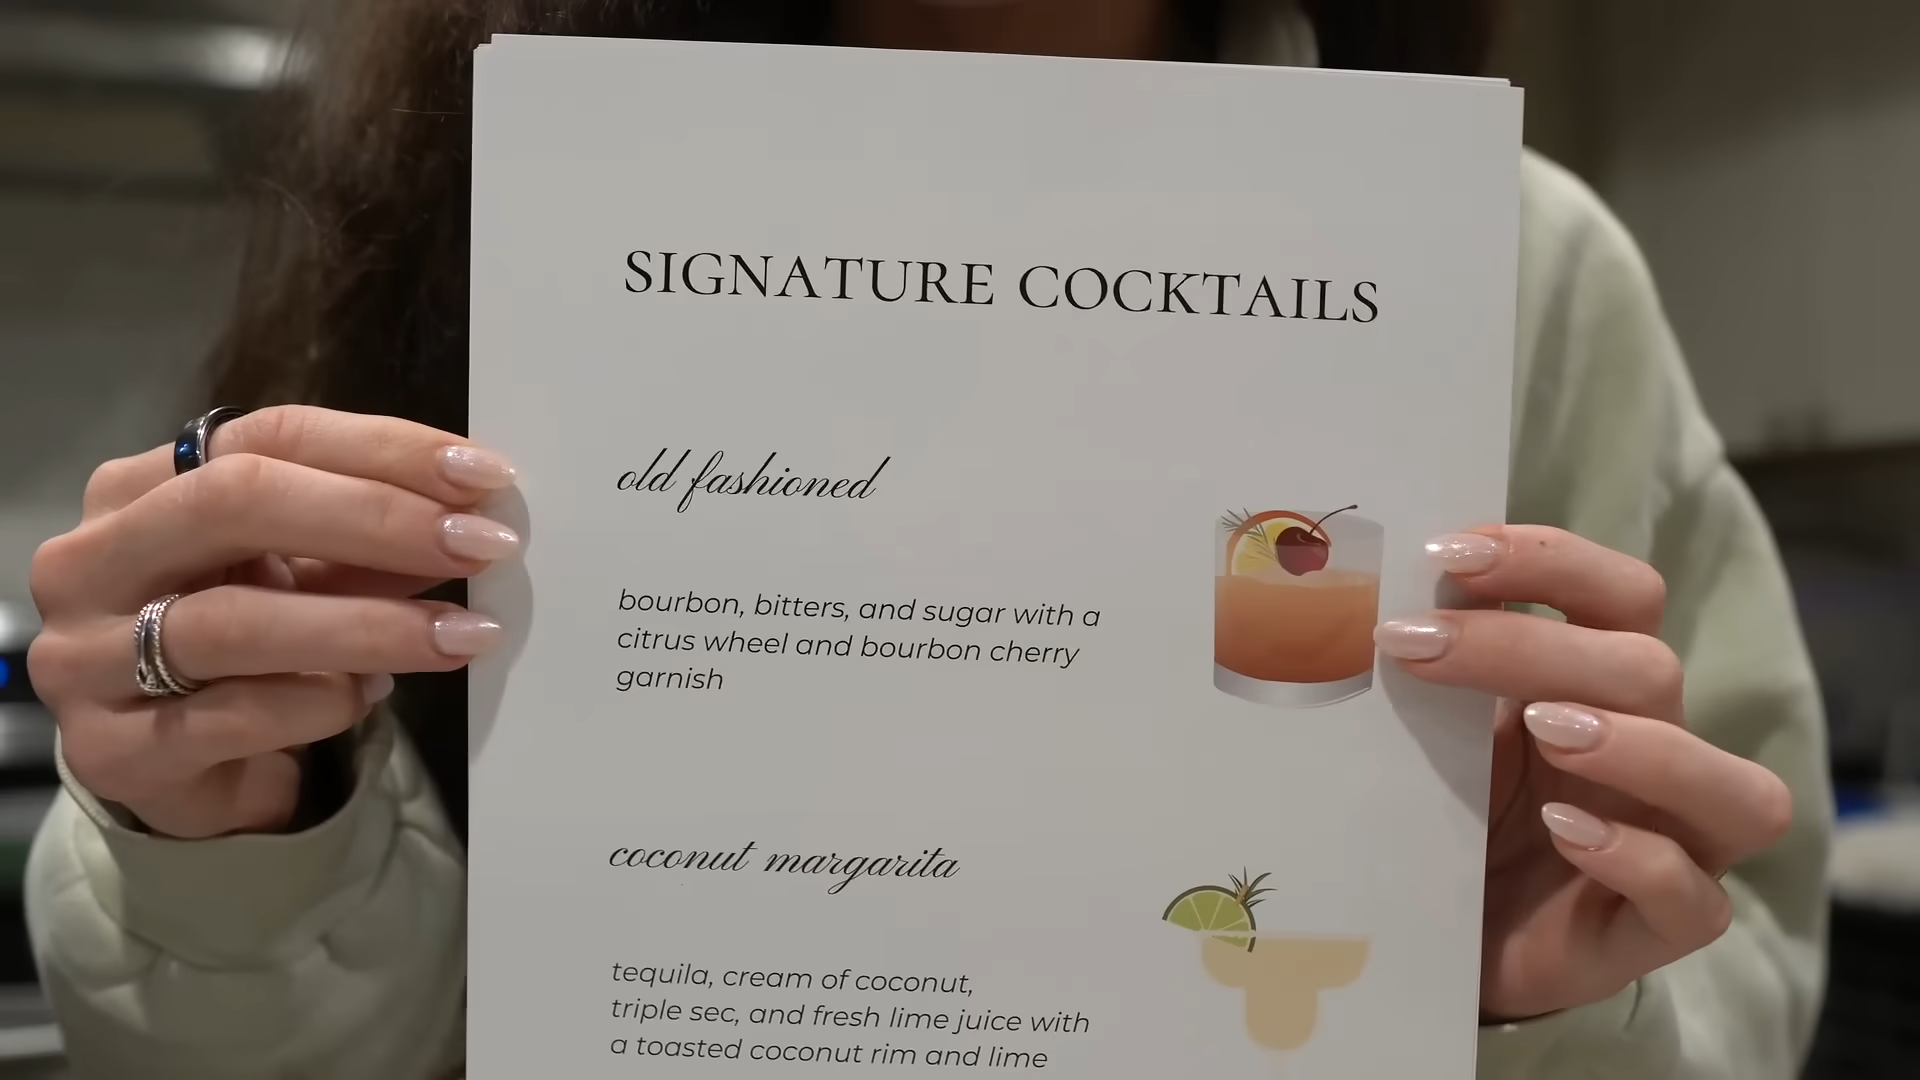 SIGNATURE COCKTAILS
old fashioned
bourbon, bitters, and sugar with a
citrus wheel and bourbon cherry
garnish
coconut margarita
tequila, cream of coconut,
triple sec, and fresh lime juice with
a toasted coconut rim and lime